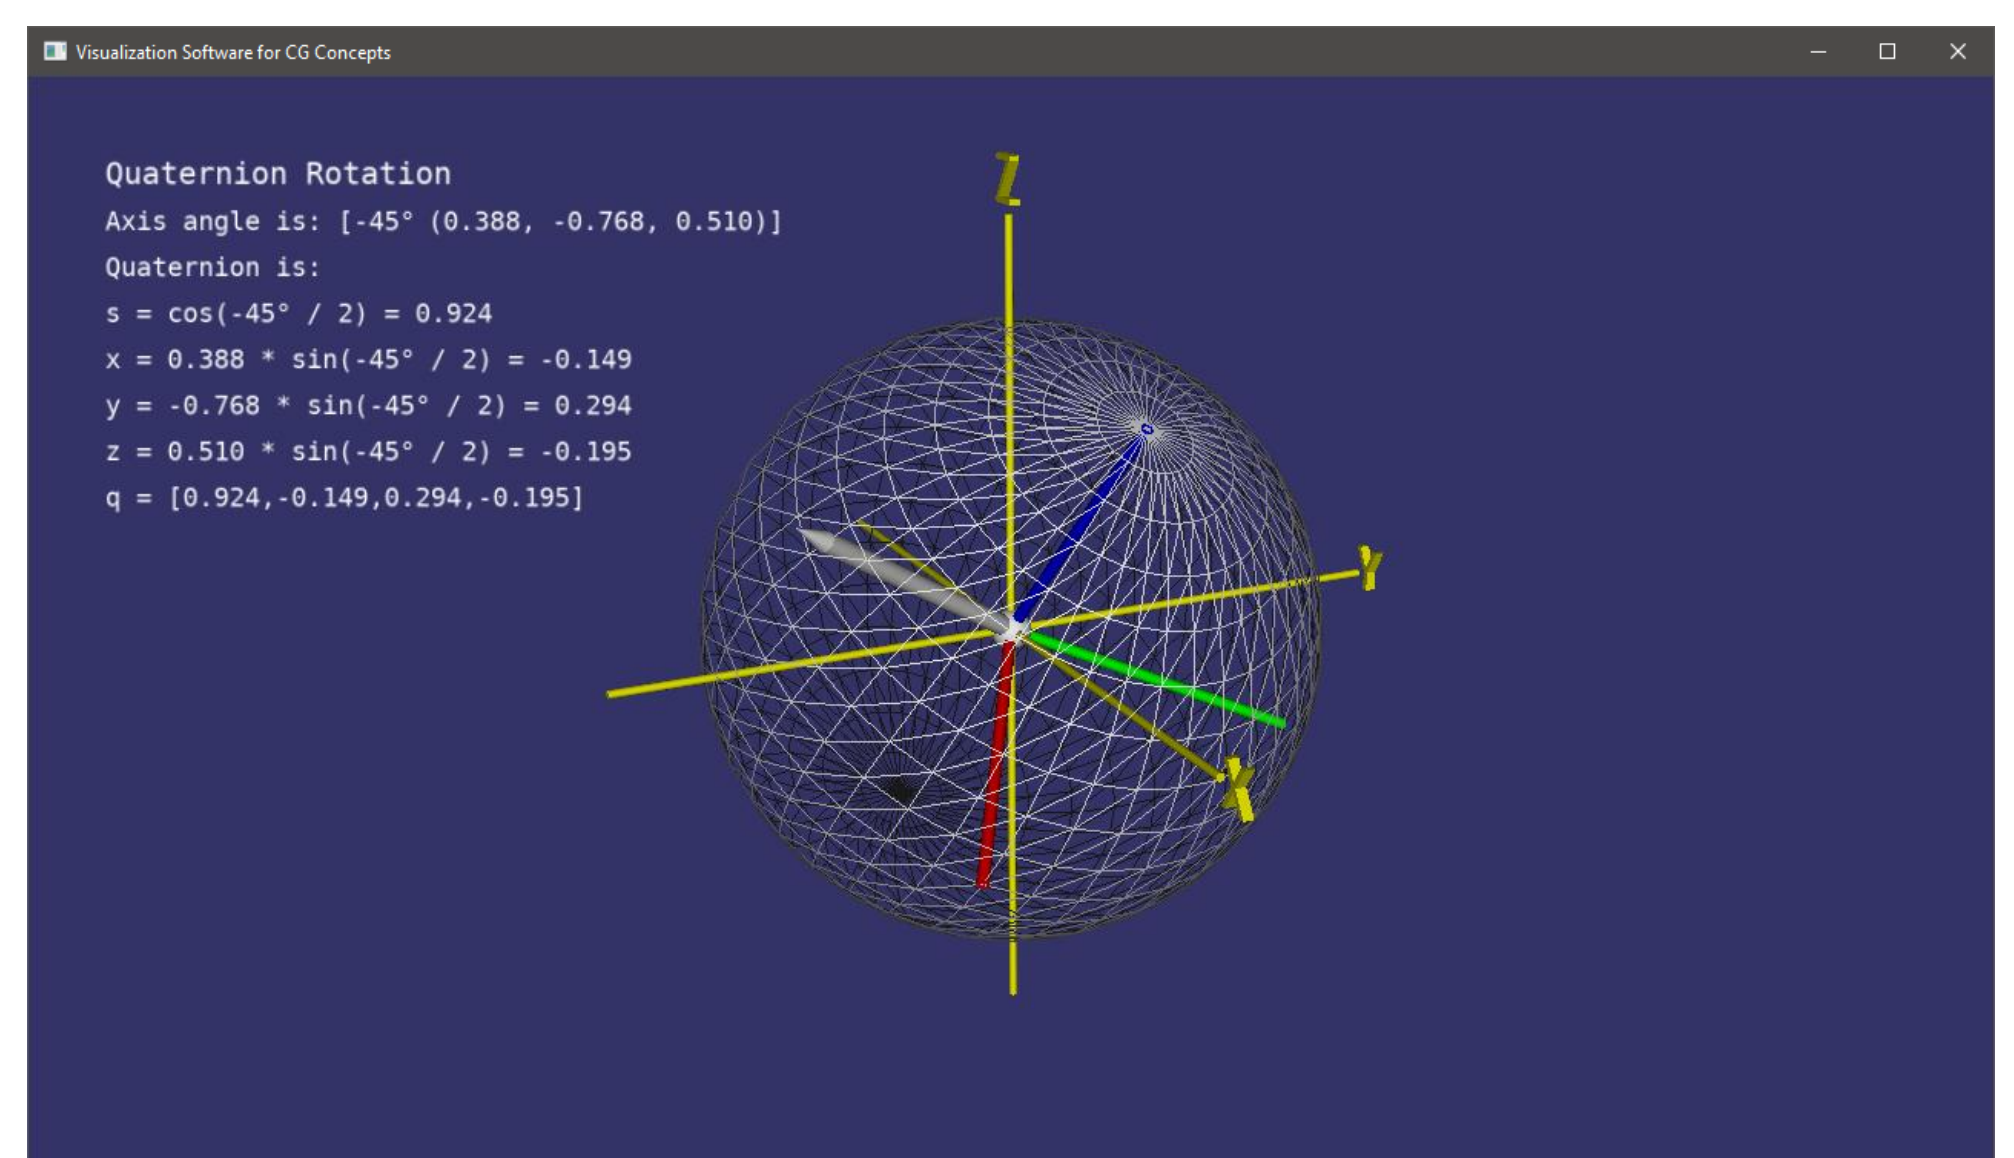 Visualization Software for CG Concepts
Quaternion Rotation
Axis angle is: [-45° (0.388, -0.768, 0.510)]
Quaternion is:
s = cos(-45° / 2) = 0.924
x = 0.388 * sin(-45° / 2) = -0.149
y = -0.768 * sin(-45° / 2) = 0.294
z = 0.510 * sin(-45° / 2) = -0.195
q = [0.924,-0.149,0.294,-0.195]
Z
Y
X